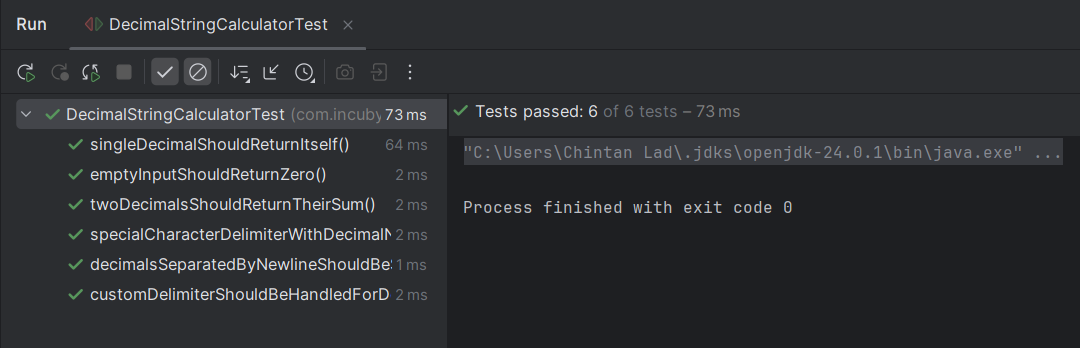 Run DecimalStringCalculatorTest
DecimalStringCalculatorTest (com.incuby 73 ms
singleDecimalShouldReturnItself() 64 ms
emptyInputShouldReturnZero() 2 ms
twoDecimalsShouldReturnTheirSum() 2 ms
specialCharacterDelimiterWithDecimalN 2 ms
decimalsSeparatedByNewlineShouldBeS 1 ms
customDelimiterShouldBeHandledForD 2 ms
Tests passed: 6 of 6 tests – 73 ms
"C:\Users\Chintan Lad\.jdks\openjdk-24.0.1\bin\java.exe" ...
Process finished with exit code 0